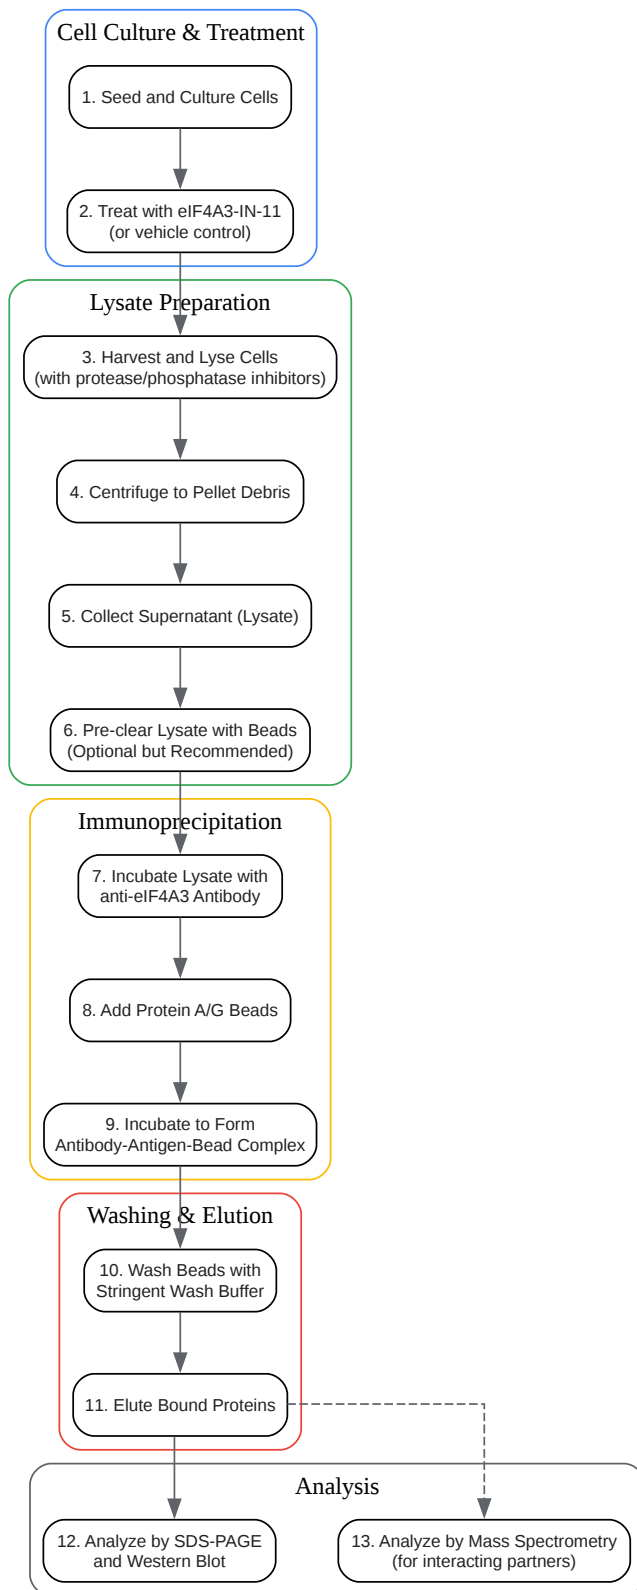 Cell Culture & Treatment
1. Seed and Culture Cells
2. Treat with eIF4A3-IN-11
(or vehicle control)
Lysate Preparation
3. Harvest and Lyse Cells
(with protease/phosphatase inhibitors)
4. Centrifuge to Pellet Debris
5. Collect Supernatant (Lysate)
6. Pre-clear Lysate with Beads
(Optional but Recommended)
Immunoprecipitation
7. Incubate Lysate with
anti-eIF4A3 Antibody
8. Add Protein A/G Beads
9. Incubate to Form
Antibody-Antigen-Bead Complex
Washing & Elution
10. Wash Beads with
Stringent Wash Buffer
11. Elute Bound Proteins
Analysis
12. Analyze by SDS-PAGE
and Western Blot
13. Analyze by Mass Spectrometry
(for interacting partners)